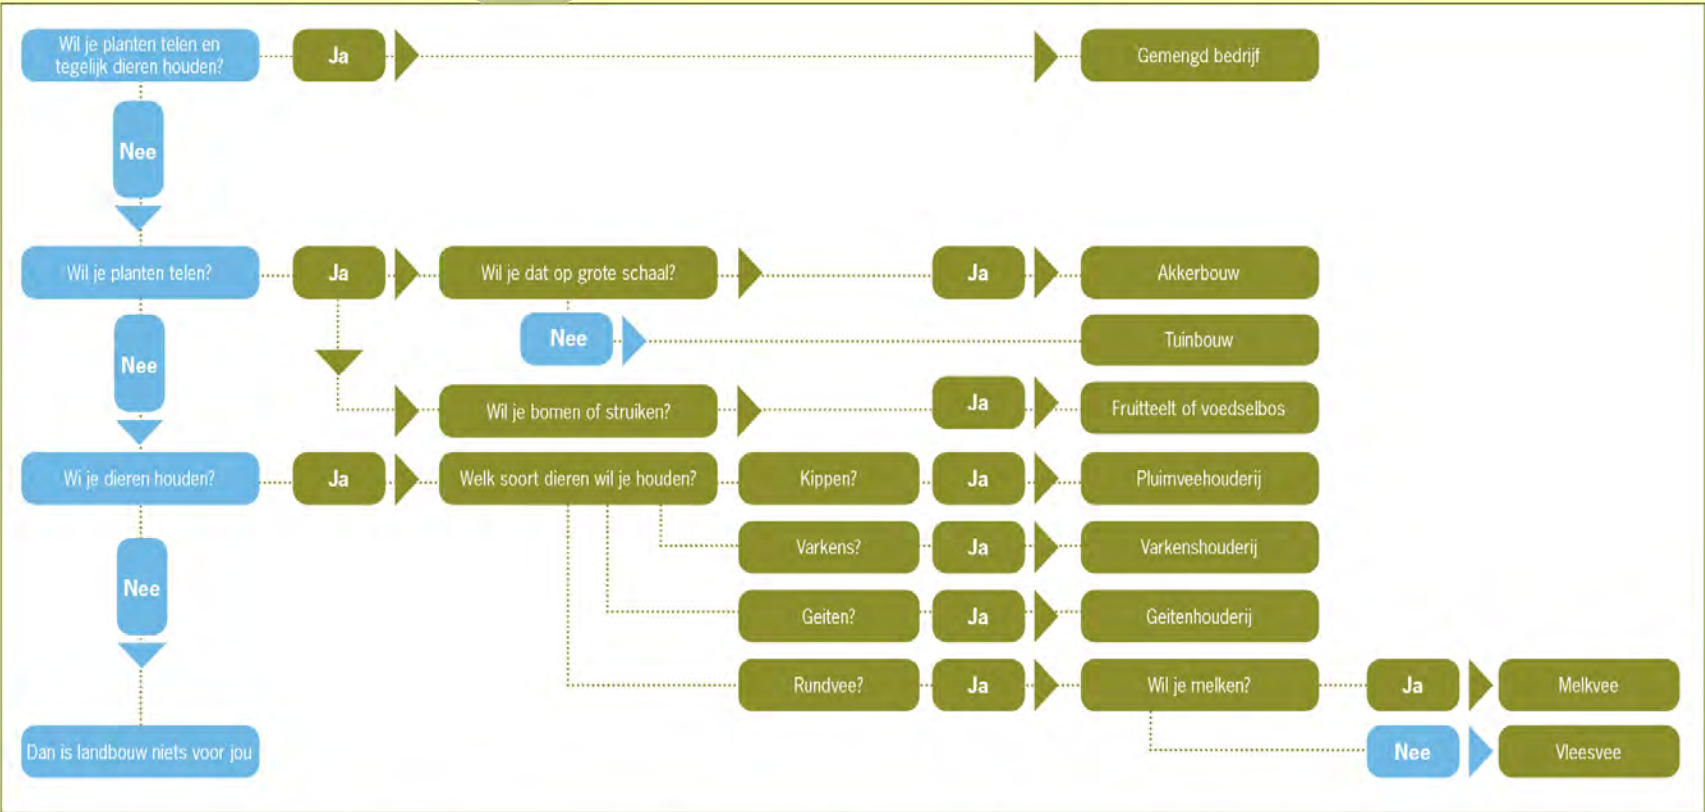 Wil je planten telen en
tegelijk dieren houden?
Ja
Gemengd bedrijf
Nee
Wil je planten telen?
Ja
Wil je dat op grote schaal?
Ja
Akkerbouw
Nee
Tuinbouw
Nee
Wil je bomen of struiken?
Ja
Fruitteelt of voedselbos
Wi je dieren houden?
Ja
Welk soort dieren wil je houden?
Kippen?
Ja
Pluimveehouderij
Varkens?
Ja
Varkenshouderij
Nee
Geiten?
Ja
Geitenhouderij
Rundvee?
Ja
Wil je melken?
Ja
Melkvee
Nee
Vleesvee
Dan is landbouw niets voor jou